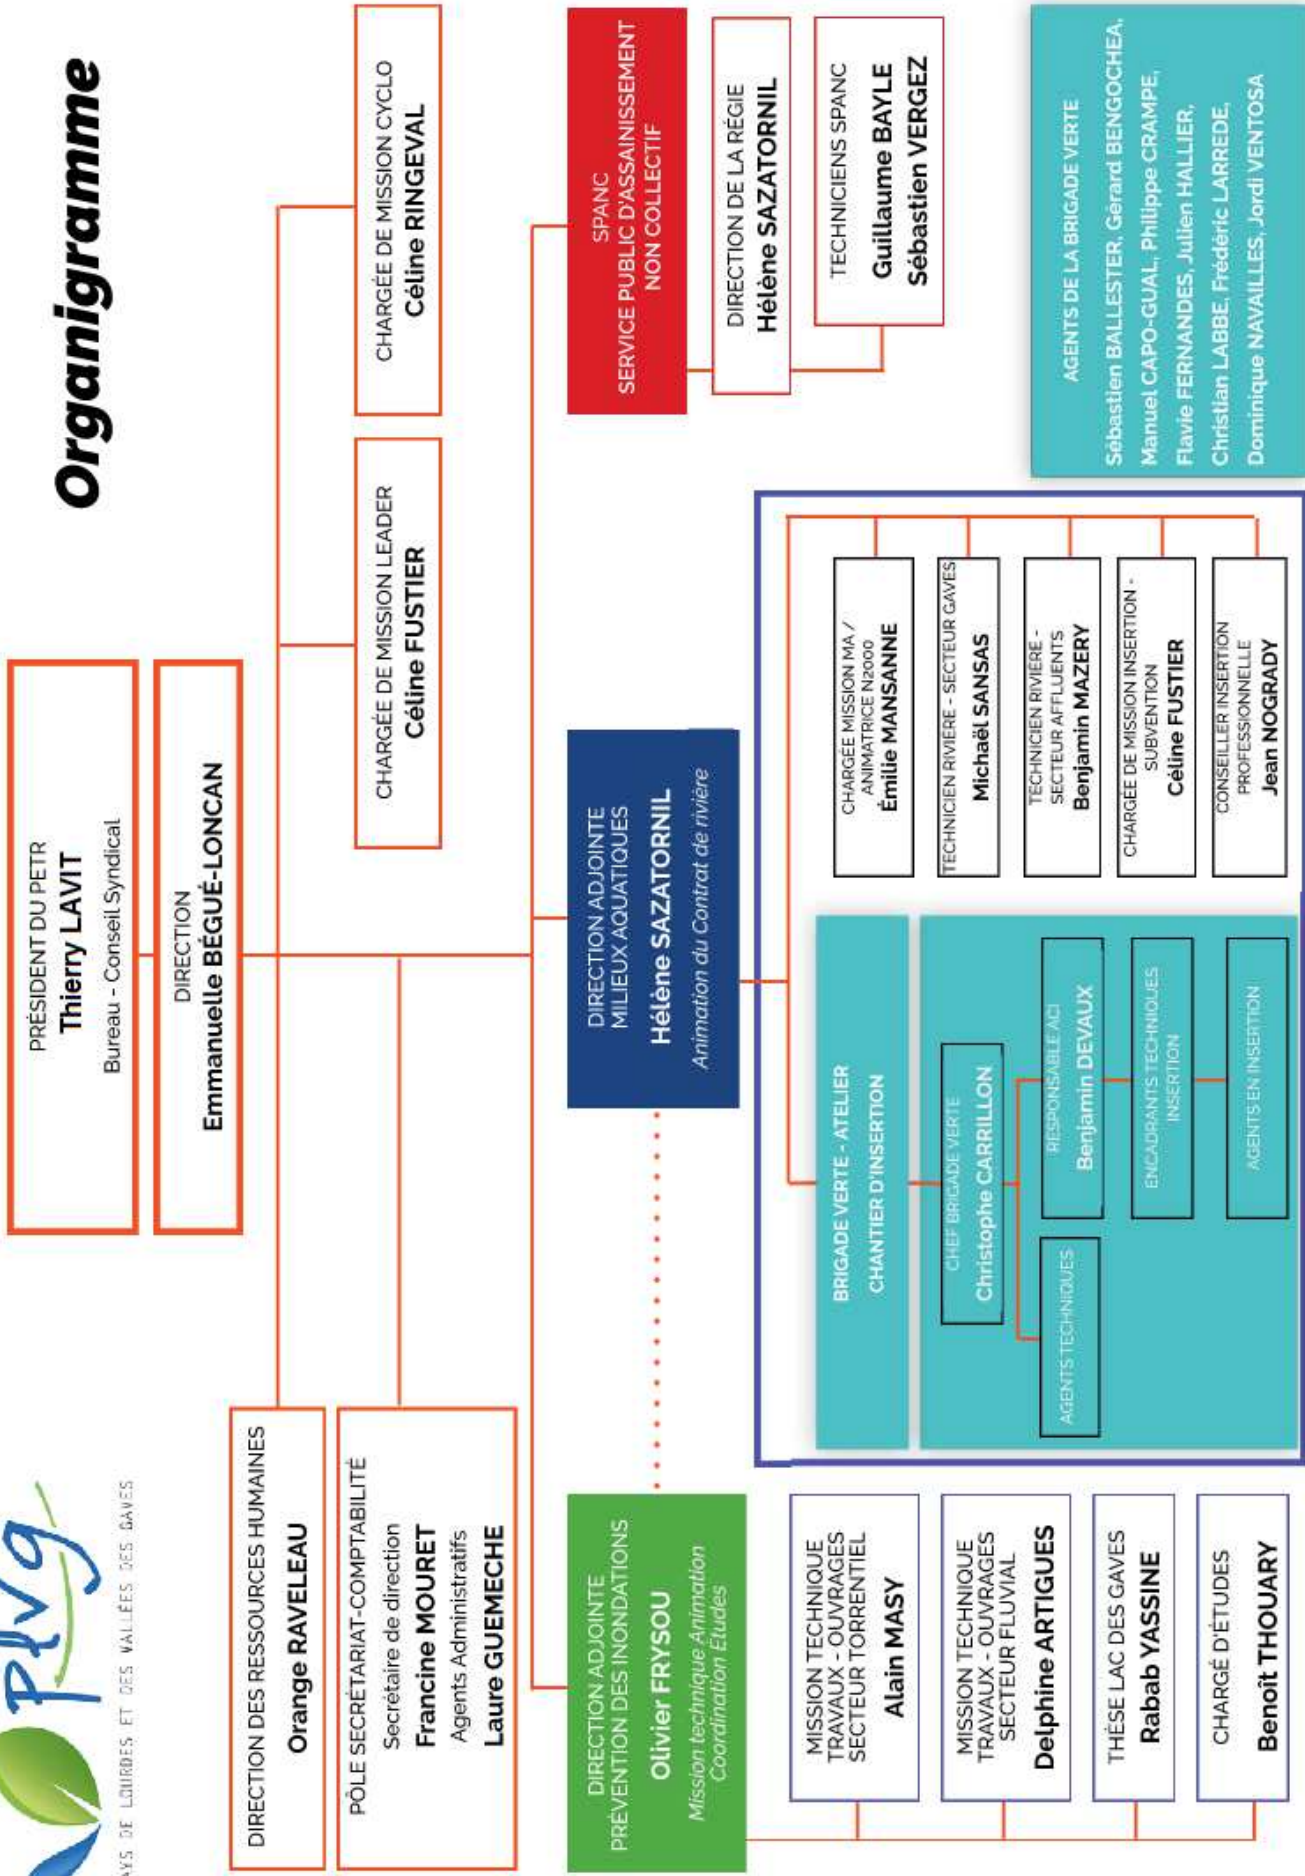 plvg
PAYS DE LOURDES ET DES VALLÉES DES GAVES
Organigramme
PRÉSIDENT DU PETR
Thierry LAVIT
Bureau - Conseil Syndical
DIRECTION
Emmanuelle BÉGUÉ-LONCAN
DIRECTION DES RESSOURCES HUMAINES
Orange RAVELEAU
PÔLE SECRÉTARIAT-COMPTABILITÉ
Secrétaire de direction
Francine MOURET
Agents Administratifs
Laure GUEMECHE
CHARGÉE DE MISSION LEADER
Céline FUSTIER
CHARGÉE DE MISSION CYCLO
Céline RINGEVAL
DIRECTION ADJOINTE
PRÉVENTION DES INONDATIONS
Olivier FRYSOU
Mission technique Animation
Coordination Études
MISSION TECHNIQUE
TRAVAUX - OUVRAGES
SECTEUR TORRENTIEL
Alain MASY
MISSION TECHNIQUE
TRAVAUX - OUVRAGES
SECTEUR FLUVIAL
Delphine ARTIGUES
THÈSE LAC DES GAVES
Rabab YASSINE
CHARGÉ D'ÉTUDES
Benoît THOUARY
DIRECTION ADJOINTE
MILIEUX AQUATIQUES
Hélène SAZATORNIL
Animation du Contrat de rivière
BRIGADE VERTE - ATELIER
CHANTIER D'INSERTION
CHEF BRIGADE VERTE
Christophe CARRILLON
AGENTS TECHNIQUES
RESPONSABLE ACI
Benjamin DEVAUX
ENCADRANTS TECHNIQUES
INSERTION
AGENTS EN INSERTION
CHARGÉE MISSION MA /
ANIMATRICE N2000
Émilie MANSANNE
TECHNICIEN RIVIÈRE - SECTEUR GAVES
Michaël SANSAS
TECHNICIEN RIVIÈRE -
SECTEUR AFFLUENTS
Benjamin MAZERY
CHARGÉE DE MISSION INSERTION -
SUBVENTION
Céline FUSTIER
CONSEILLER INSERTION
PROFESSIONNELLE
Jean NOGRADY
SPANC
SERVICE PUBLIC D'ASSAINISSEMENT
NON COLLECTIF
DIRECTION DE LA RÉGIE
Hélène SAZATORNIL
TECHNICIENS SPANC
Guillaume BAYLE
Sébastien VERGEZ
AGENTS DE LA BRIGADE VERTE
Sébastien BALLESTER, Gérard BENGOCHEA,
Manuel CAPO-GUAL, Philippe CRAMPE,
Flavie FERNANDES, Julien HALLIER,
Christian LABBE, Frédéric LARREDE,
Dominique NAVAILLES, Jordi VENTOSA